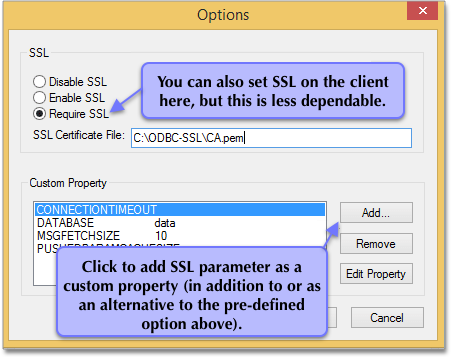 Options
SSL
Disable SSL
Enable SSL
Require SSL
You can also set SSL on the client
here, but this is less dependable.
SSL Certificate File: C:\ODBC-SSL\CA.pem
Custom Property
CONNECTIONTIMEOUT
DATABASE data
MSGFETCHSIZE 10
Add...
Remove
Edit Property
Click to add SSL parameter as a
custom property (in addition to or as
an alternative to the pre-defined
option above).
Cancel